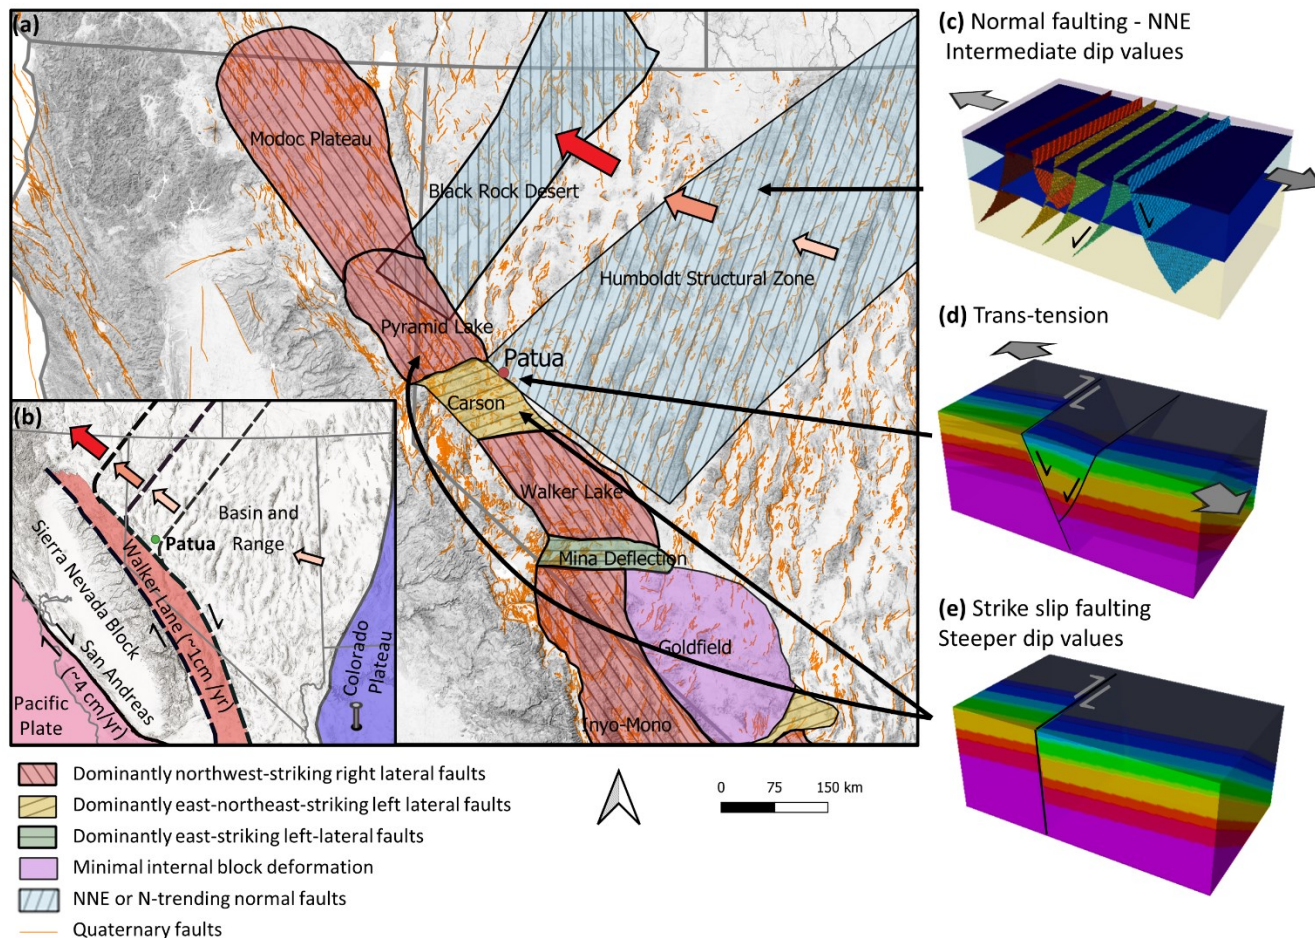 (a)
Modoc Plateau
Black Rock Desert
Humboldt Structural Zone
Pyramid Lake
Patua
Carson
Walker Lake
Mina Deflection
Goldfield
Inyo-Mono
(b)
Basin and
Range
Patua
Sierra Nevada Block
Walker Lane (~1cm /yr)
San Andreas
(~4 cm/yr)
Pacific
Plate
Colorado
Plateau
(c) Normal faulting - NNE
Intermediate dip values
(d) Trans-tension
(e) Strike slip faulting
Steeper dip values
Dominantly northwest-striking right lateral faults
Dominantly east-northeast-striking left lateral faults
Dominantly east-striking left-lateral faults
Minimal internal block deformation
NNE or N-trending normal faults
Quaternary faults
0 75 150 km